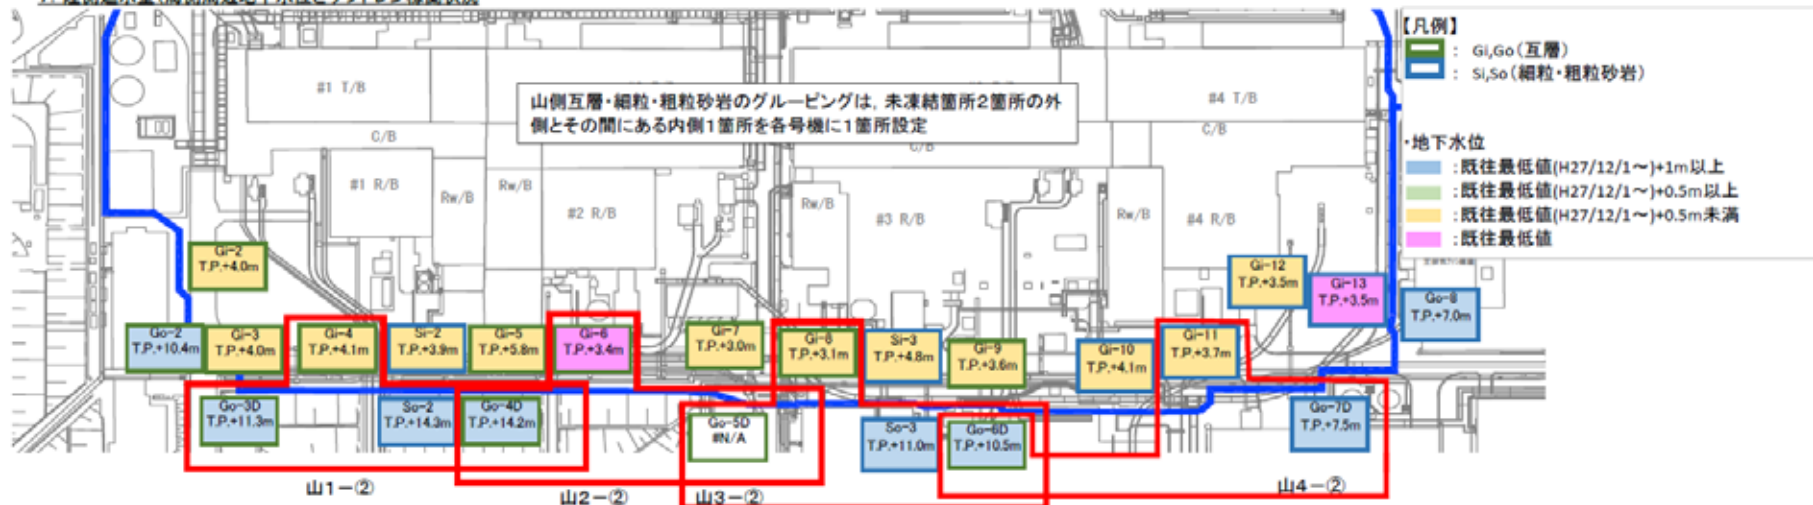 #1 T/B
#4 T/B
山側互層・細粒・粗粒砂岩のグルーピングは，未凍結箇所2箇所の外
側とその間にある内側1箇所を各号機に1箇所設定
C/B
C/B
C/B
#1 R/B
Rw/B
Rw/B
#2 R/B
Rw/B
#3 R/B
Rw/B
#4 R/B
【凡例】
： Gi,Go(互層)
： Si,So(細粒・粗粒砂岩)
・地下水位
：既往最低値(H27/12/1～)+1m以上
：既往最低値(H27/12/1～)+0.5m以上
：既往最低値(H27/12/1～)+0.5m未満
：既往最低値
Gi-2
T.P.+4.0m
Gi-12
T.P.+3.5m
Gi-13
T.P.+3.5m
Go-8
T.P.+7.0m
Go-2
T.P.+10.4m
Gi-3
T.P.+4.0m
Gi-4
T.P.+4.1m
Si-2
T.P.+3.9m
Gi-5
T.P.+5.8m
Gi-6
T.P.+3.4m
Gi-7
T.P.+3.0m
Gi-8
T.P.+3.1m
Si-3
T.P.+4.8m
Gi-9
T.P.+3.6m
Gi-10
T.P.+4.1m
Gi-11
T.P.+3.7m
Go-3D
T.P.+11.3m
So-2
T.P.+14.3m
Go-4D
T.P.+14.2m
Go-5D
#N/A
So-3
T.P.+11.0m
Go-6D
T.P.+10.5m
Go-7D
T.P.+7.5m
山1-②
山2-②
山3-②
山4-②